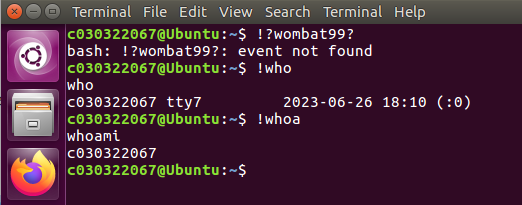 Terminal Terminal File Edit View Search Terminal Help
c030322067@Ubuntu:~$ !?wombat99?
bash: !?wombat99?: event not found
c030322067@Ubuntu:~$ !who
who
c030322067 tty7         2023-06-26 18:10 (:0)
c030322067@Ubuntu:~$ !whoa
whoami
c030322067
c030322067@Ubuntu:~$